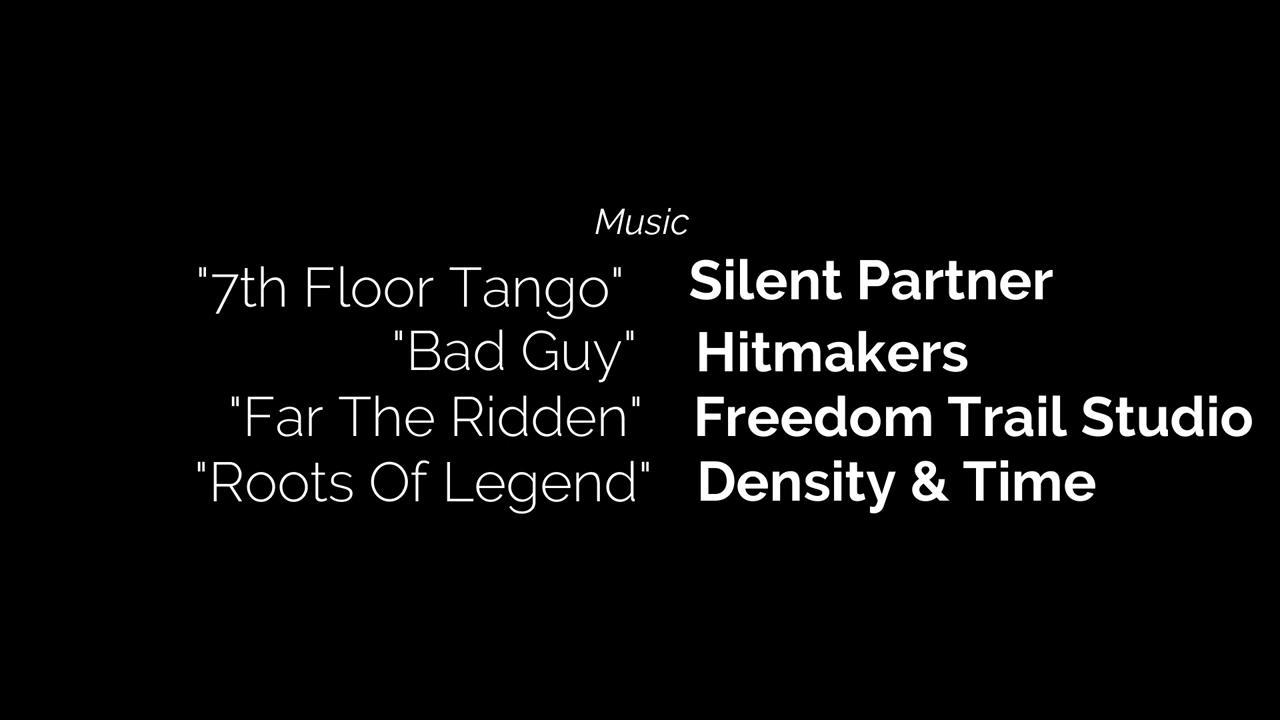 Music
"7th Floor Tango" Silent Partner
"Bad Guy" Hitmakers
"Far The Ridden" Freedom Trail Studio
"Roots Of Legend" Density & Time